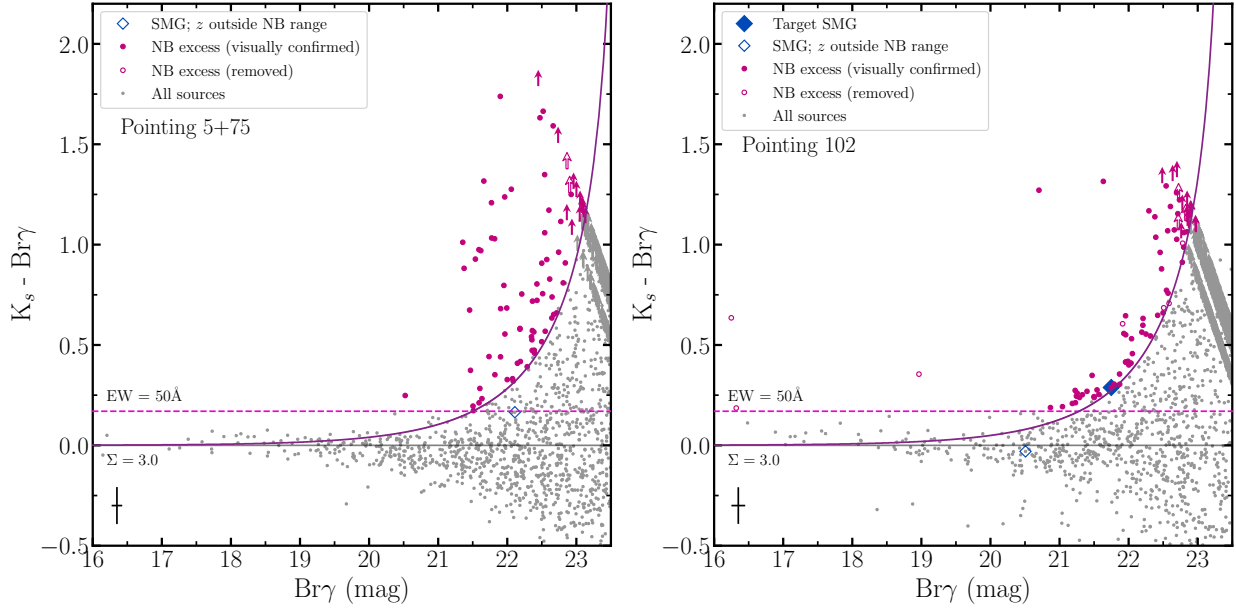 SMG; z outside NB range
NB excess (visually confirmed)
NB excess (removed)
All sources
Pointing 5+75
EW = 50Å
Σ = 3.0
2.0
1.5
1.0
0.5
0.0
−0.5
K_s - Brγ
16 17 18 19 20 21 22 23
Brγ (mag)
Target SMG
SMG; z outside NB range
NB excess (visually confirmed)
NB excess (removed)
All sources
Pointing 102
EW = 50Å
Σ = 3.0
2.0
1.5
1.0
0.5
0.0
−0.5
K_s - Brγ
16 17 18 19 20 21 22 23
Brγ (mag)